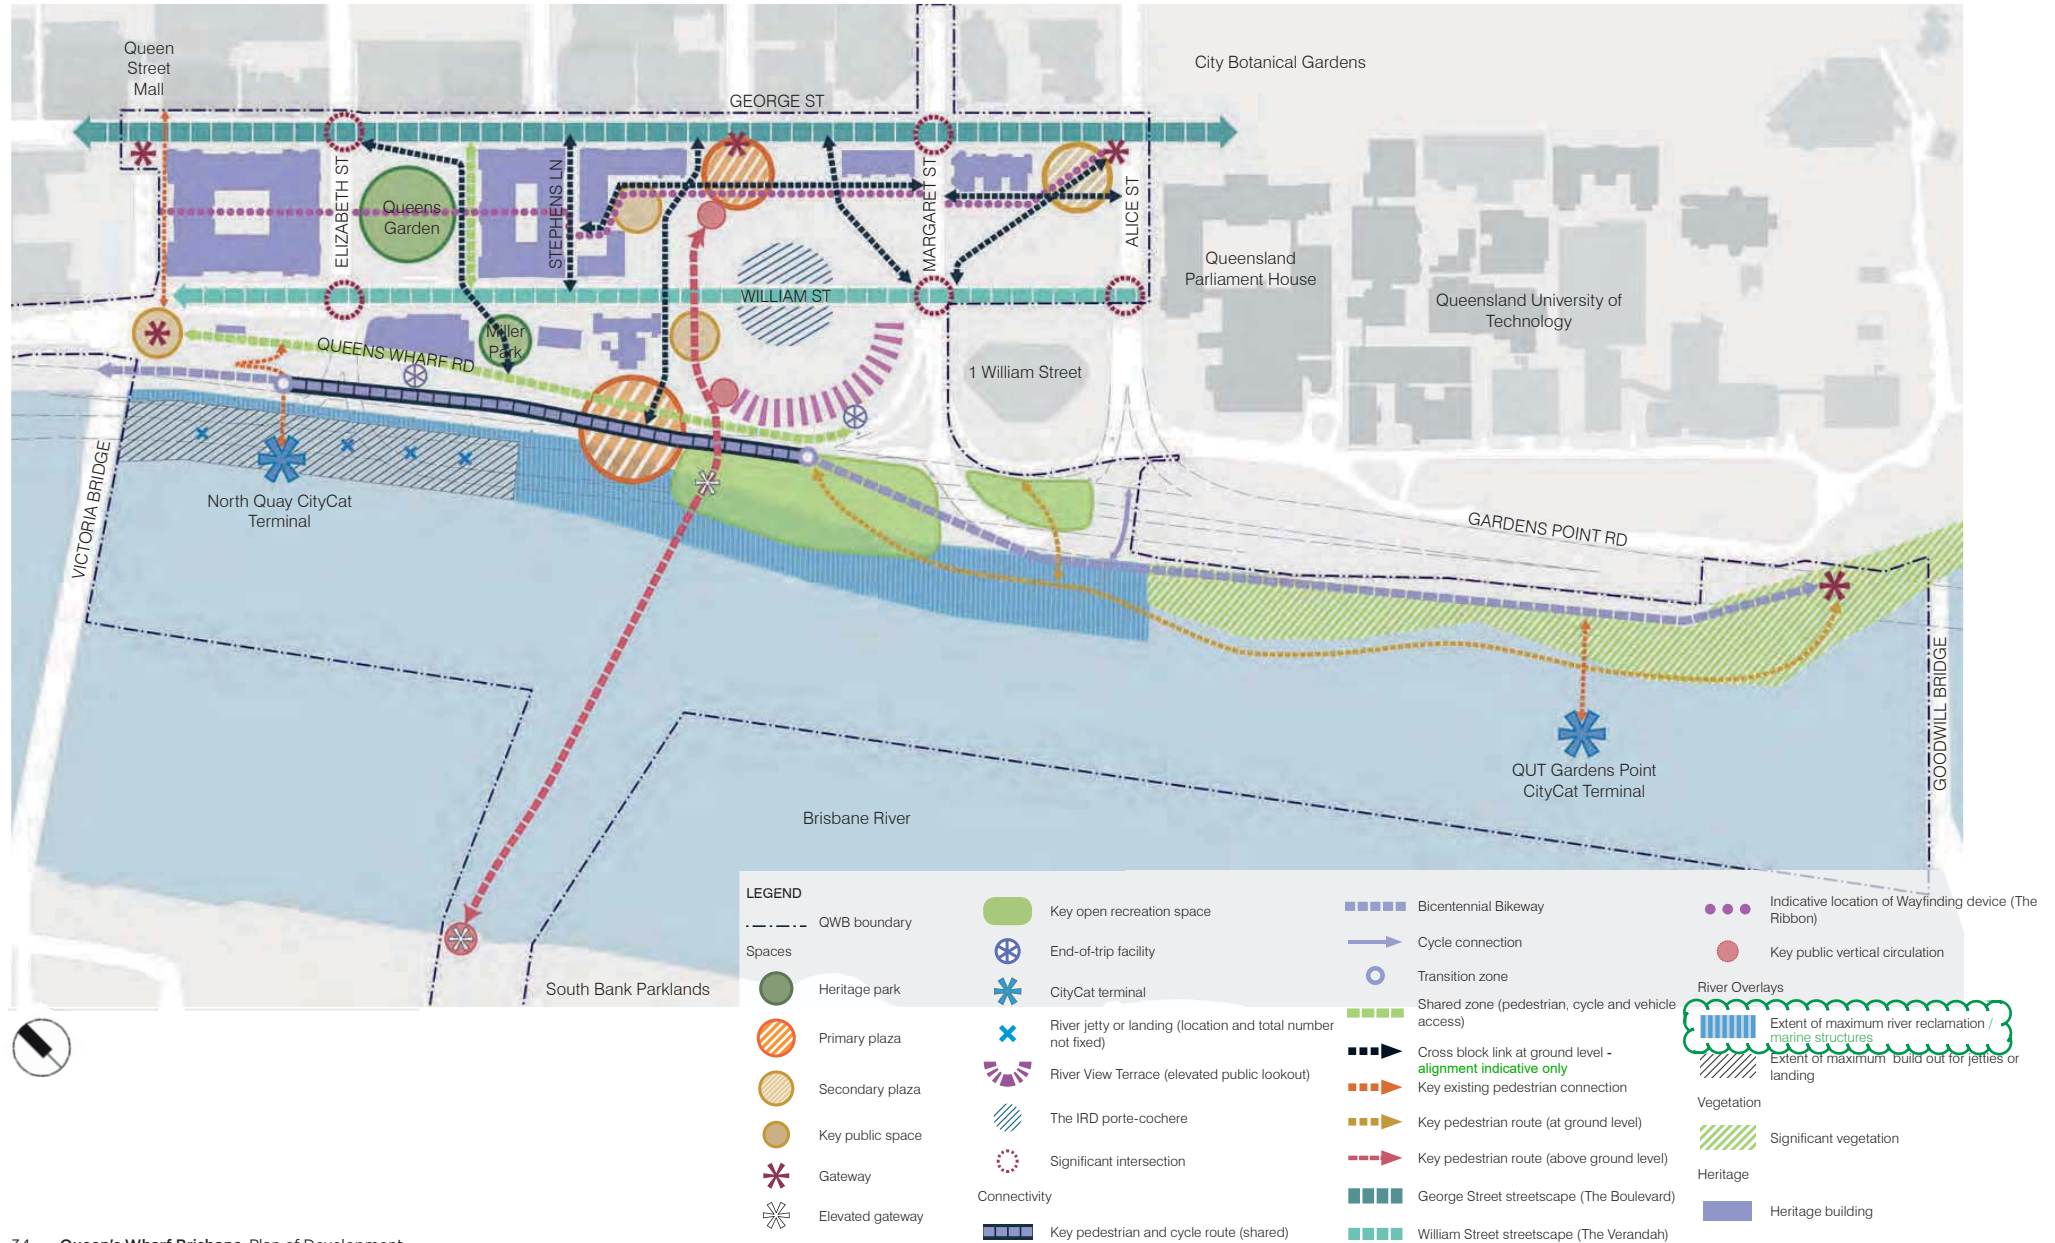 Queen
Street
Mall
City Botanical Gardens
GEORGE ST
ELIZABETH ST
STEPHENS LN
MARGARET ST
ALICE ST
Queens
Garden
Queensland
Parliament House
Queensland University of
Technology
WILLIAM ST
Miller
Park
QUEENS WHARF RD
1 William Street
VICTORIA BRIDGE
North Quay CityCat
Terminal
GARDENS POINT RD
GOODWILL BRIDGE
QUT Gardens Point
CityCat Terminal
Brisbane River
South Bank Parklands
LEGEND
QWB boundary
Spaces
Heritage park
Primary plaza
Secondary plaza
Key public space
Gateway
Elevated gateway
Key open recreation space
End-of-trip facility
CityCat terminal
River jetty or landing (location and total number
not fixed)
River View Terrace (elevated public lookout)
The IRD porte-cochere
Significant intersection
Connectivity
Key pedestrian and cycle route (shared)
Bicentennial Bikeway
Cycle connection
Transition zone
Shared zone (pedestrian, cycle and vehicle
access)
Cross block link at ground level -
alignment indicative only
Key existing pedestrian connection
Key pedestrian route (at ground level)
Key pedestrian route (above ground level)
George Street streetscape (The Boulevard)
William Street streetscape (The Verandah)
Indicative location of Wayfinding device (The
Ribbon)
Key public vertical circulation
River Overlays
Extent of maximum river reclamation /
marine structures
Extent of maximum build out for jetties or
landing
Vegetation
Significant vegetation
Heritage
Heritage building
Queen's Wharf Brisbane Plan of Development